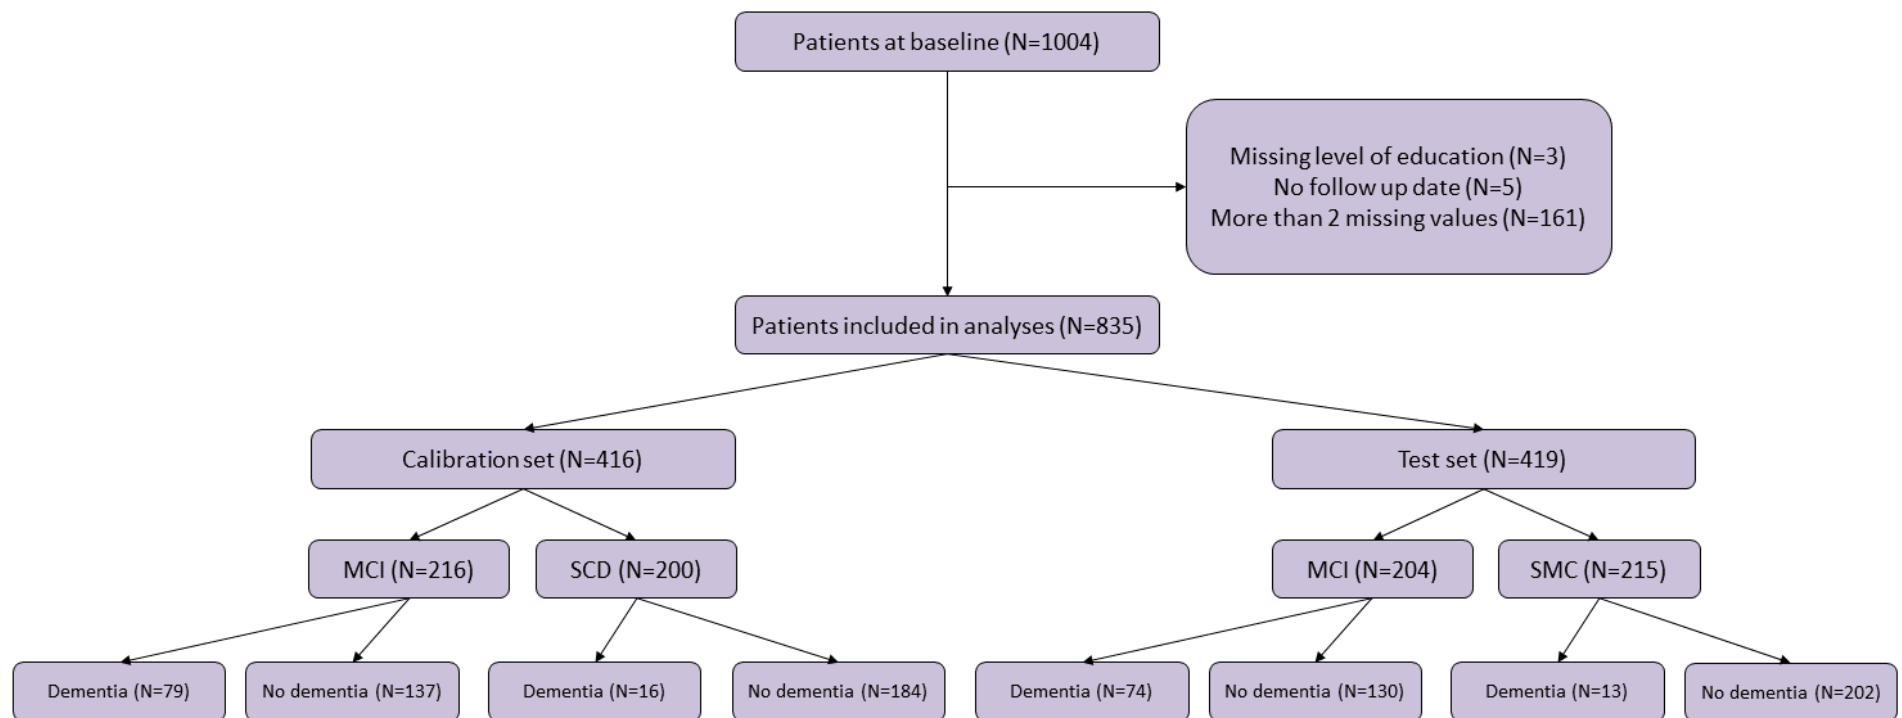 Patients at baseline (N=1004)
Missing level of education (N=3)
No follow up date (N=5)
More than 2 missing values (N=161)
Patients included in analyses (N=835)
Calibration set (N=416)
Test set (N=419)
MCI (N=216)
SCD (N=200)
MCI (N=204)
SMC (N=215)
Dementia (N=79)
No dementia (N=137)
Dementia (N=16)
No dementia (N=184)
Dementia (N=74)
No dementia (N=130)
Dementia (N=13)
No dementia (N=202)